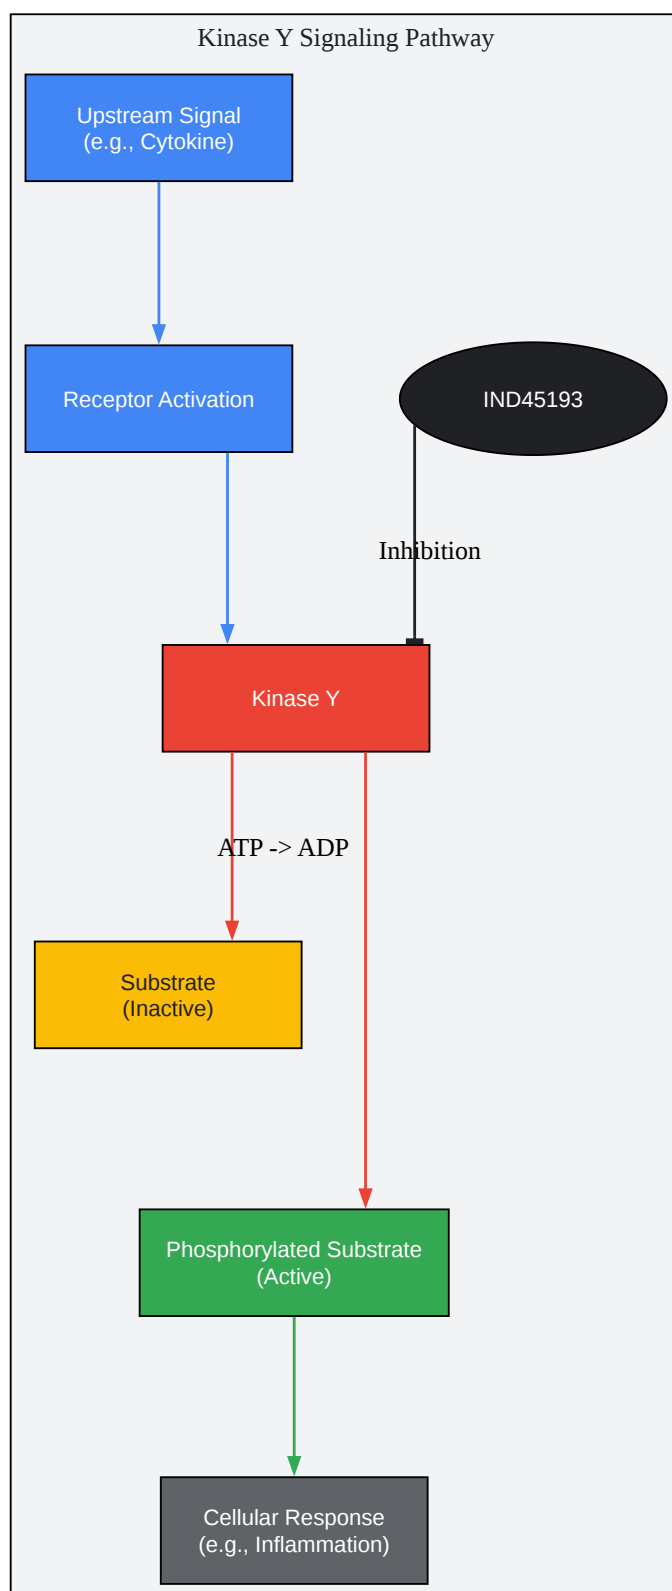 Kinase Y Signaling Pathway
Upstream Signal
(e.g., Cytokine)
Receptor Activation
IND45193
Inhibition
Kinase Y
ATP -> ADP
Substrate
(Inactive)
Phosphorylated Substrate
(Active)
Cellular Response
(e.g., Inflammation)